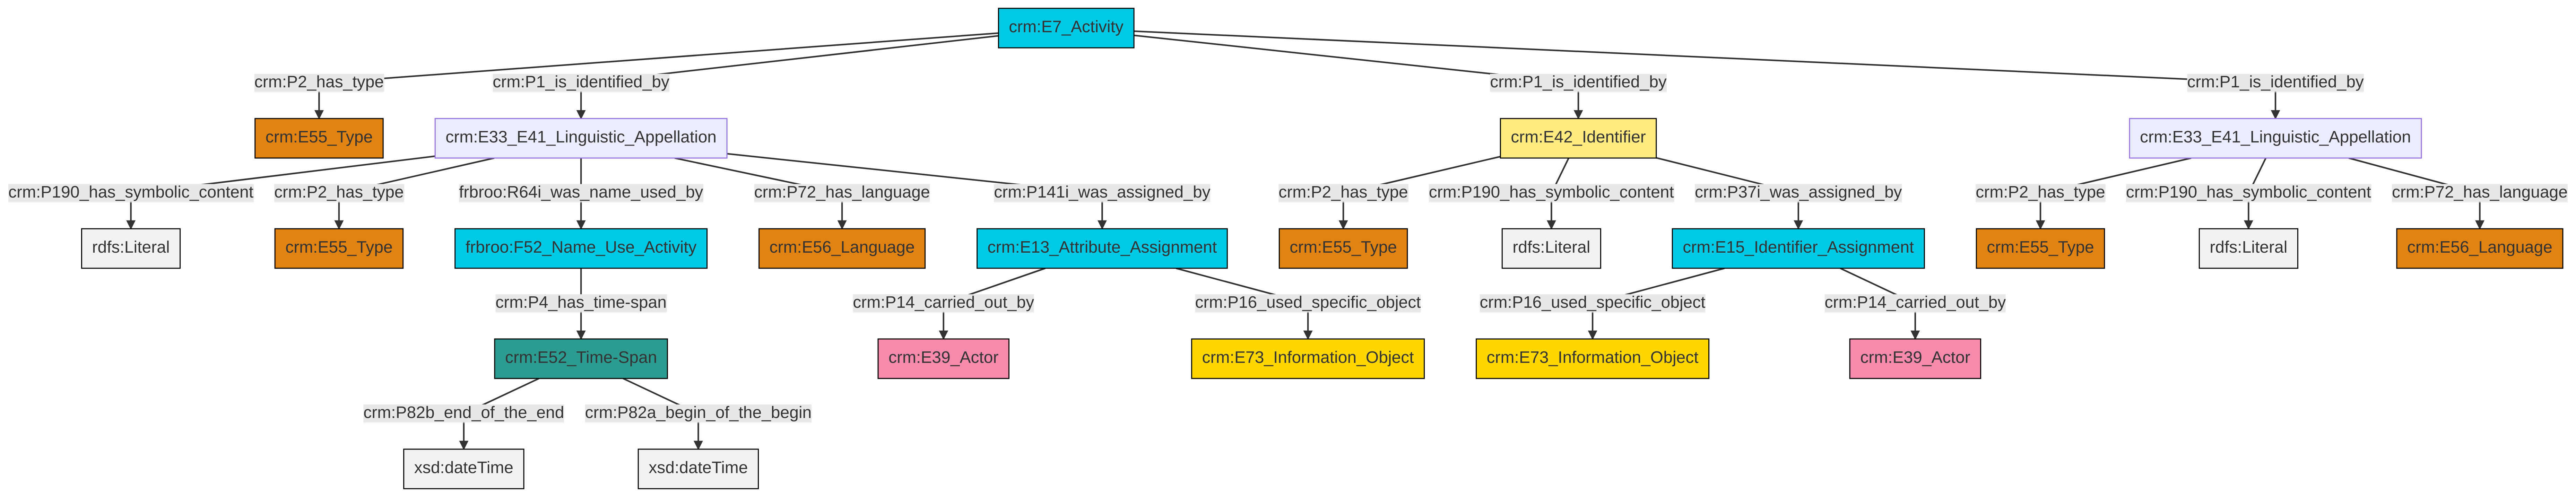 crm:E7_Activity
crm:P2_has_type
crm:P1_is_identified_by
crm:P1_is_identified_by
crm:P1_is_identified_by
crm:E55_Type
crm:E33_E41_Linguistic_Appellation
crm:E42_Identifier
crm:E33_E41_Linguistic_Appellation
crm:P190_has_symbolic_content
crm:P2_has_type
frbroo:R64i_was_name_used_by
crm:P72_has_language
crm:P141i_was_assigned_by
crm:P2_has_type
crm:P190_has_symbolic_content
crm:P37i_was_assigned_by
crm:P2_has_type
crm:P190_has_symbolic_content
crm:P72_has_language
rdfs:Literal
crm:E55_Type
frbroo:F52_Name_Use_Activity
crm:E56_Language
crm:E13_Attribute_Assignment
crm:E55_Type
rdfs:Literal
crm:E15_Identifier_Assignment
crm:E55_Type
rdfs:Literal
crm:E56_Language
crm:P4_has_time-span
crm:P14_carried_out_by
crm:P16_used_specific_object
crm:P16_used_specific_object
crm:P14_carried_out_by
crm:E52_Time-Span
crm:E39_Actor
crm:E73_Information_Object
crm:E73_Information_Object
crm:E39_Actor
crm:P82b_end_of_the_end
crm:P82a_begin_of_the_begin
xsd:dateTime
xsd:dateTime